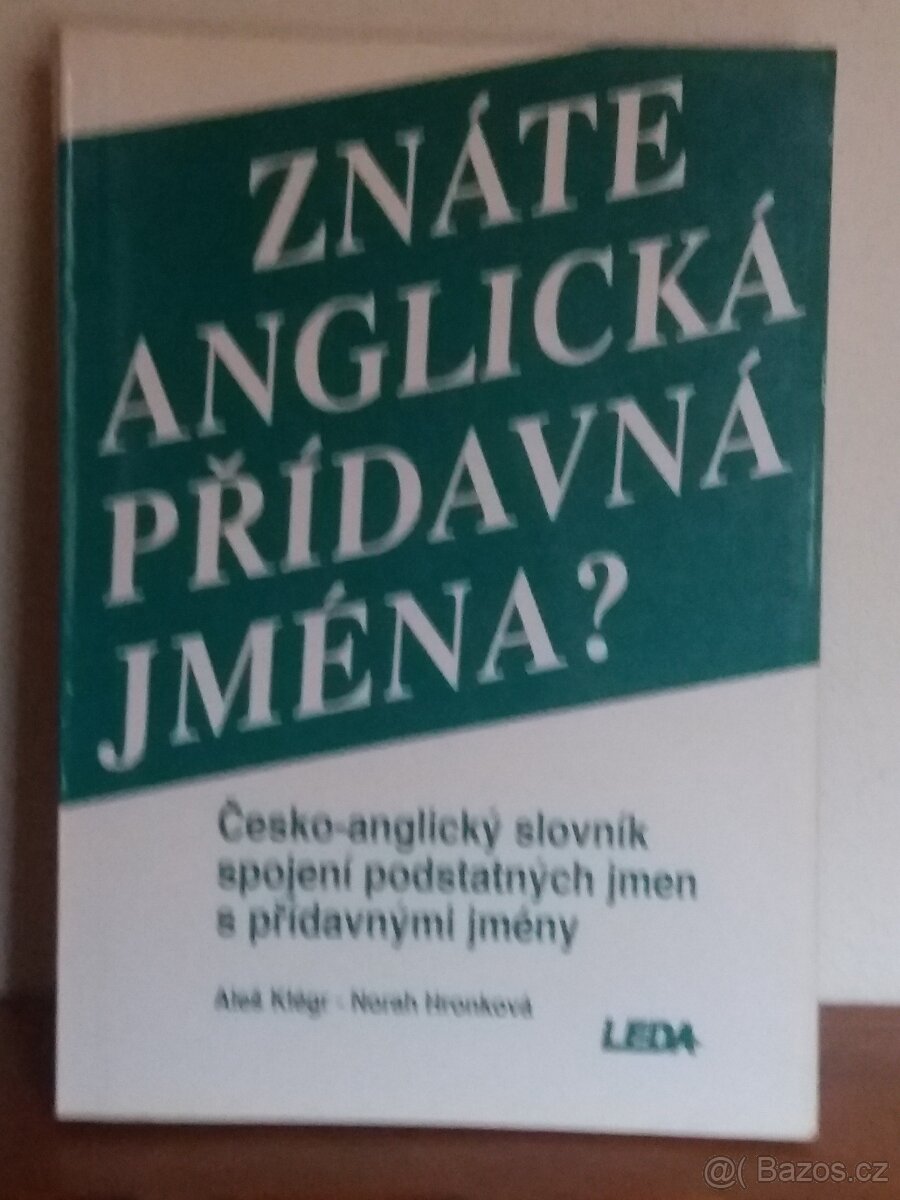 ZNÁTE
ANGLICKÁ
PŘÍDAVNÁ
JMÉNA?
Česko-anglický slovník
spojení podstatných jmen
s přídavnými jmény
Aleš Klégr - Norah Hronková
LEDA
@( Bazos.cz